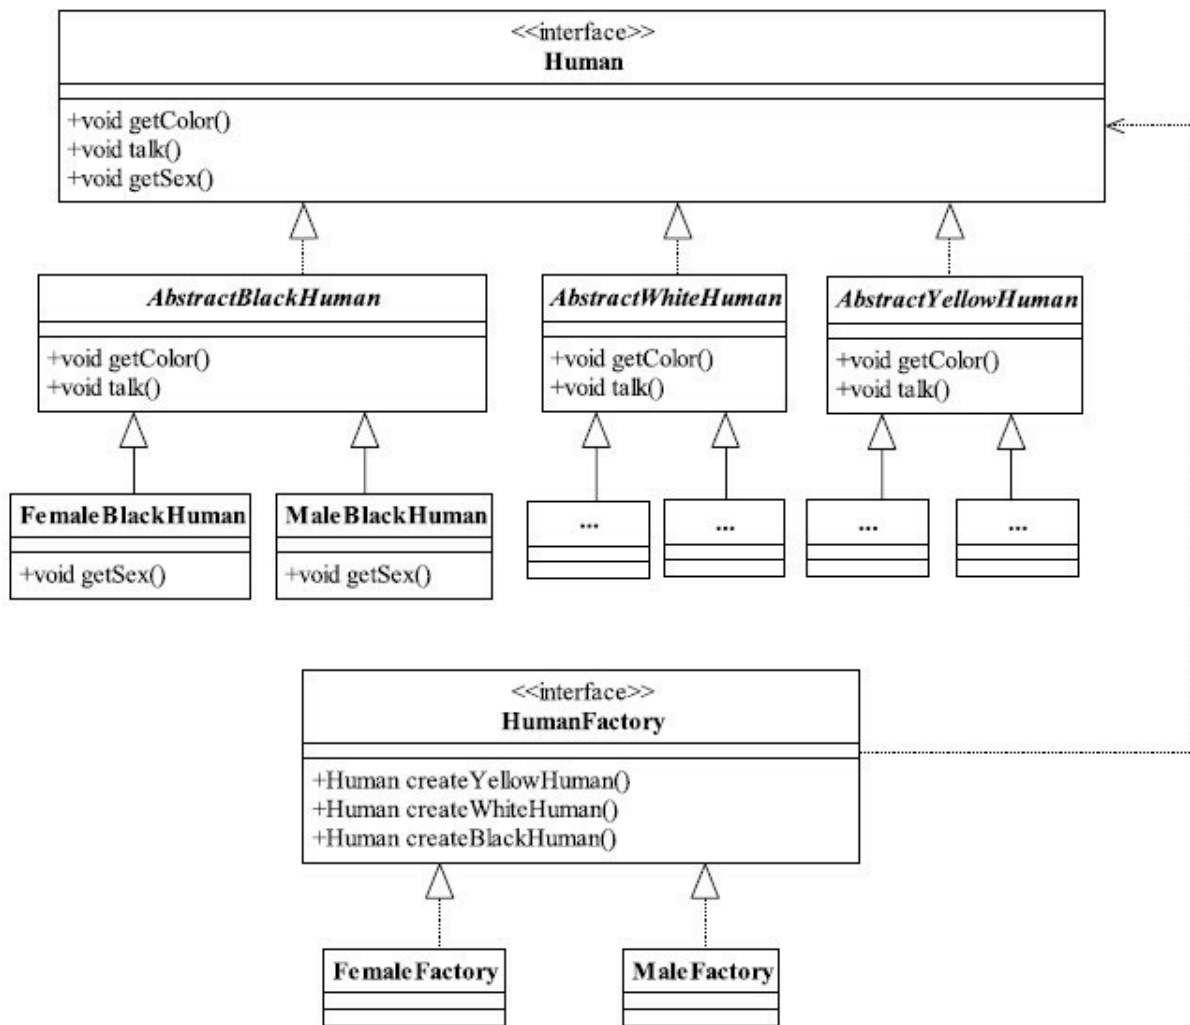 <<interface>>
Human
+void getColor()
+void talk()
+void getSex()
AbstractBlackHuman
+void getColor()
+void talk()
AbstractWhiteHuman
+void getColor()
+void talk()
AbstractYellowHuman
+void getColor()
+void talk()
FemaleBlackHuman
+void getSex()
MaleBlackHuman
+void getSex()
...
...
...
...
<<interface>>
HumanFactory
+Human createYellowHuman()
+Human createWhiteHuman()
+Human createBlackHuman()
FemaleFactory
MaleFactory